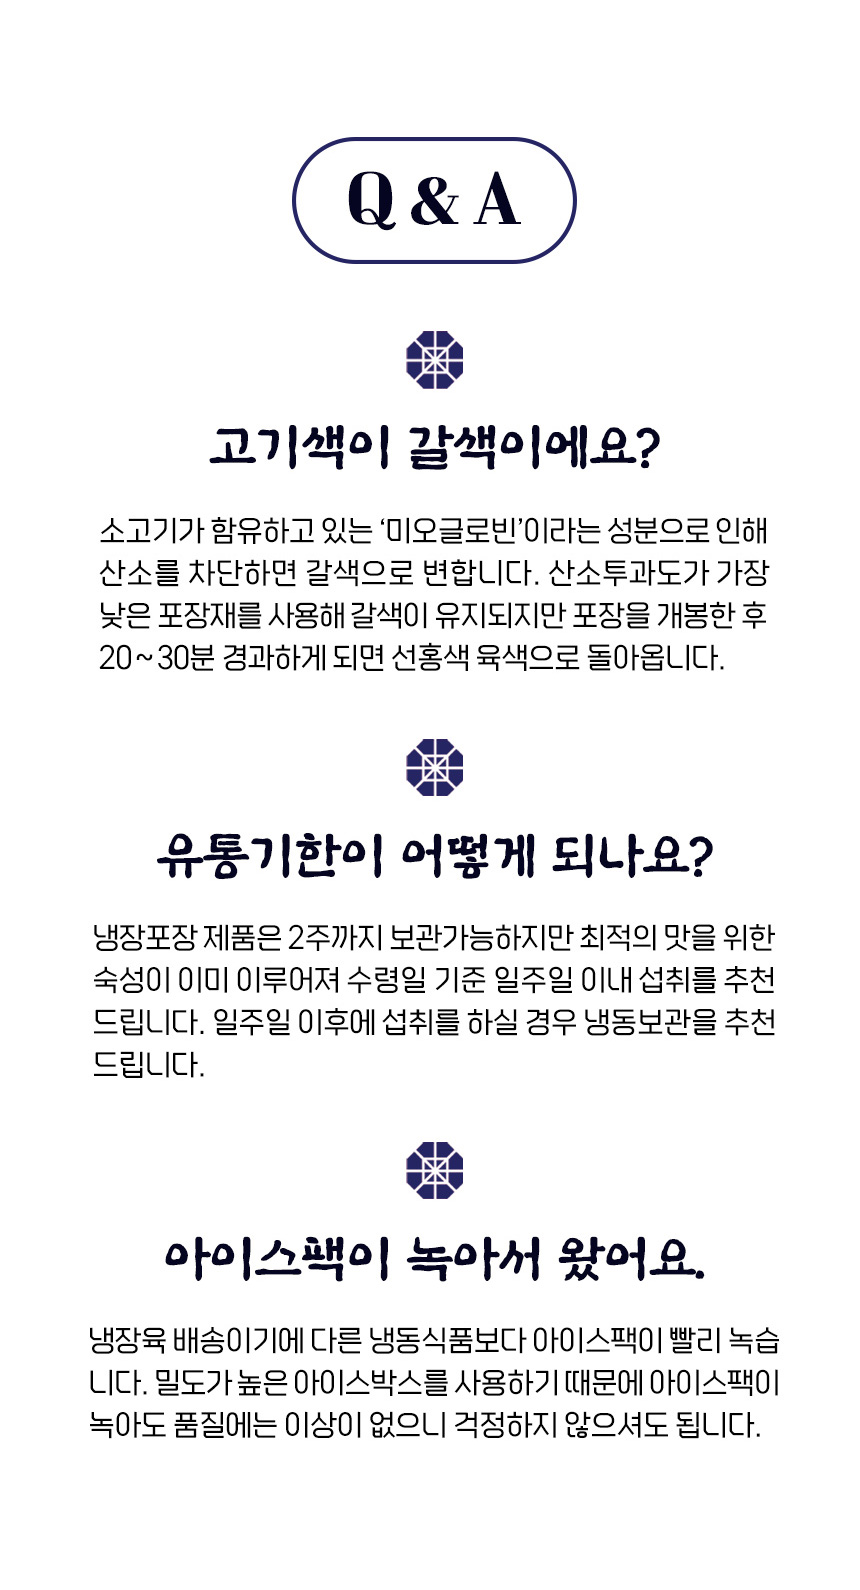 Q & A
고기색이 갈색이에요?
소고기가 함유하고 있는 ‘미오글로빈’이라는 성분으로 인해
산소를 차단하면 갈색으로 변합니다. 산소투과도가 가장
낮은 포장재를 사용해 갈색이 유지되지만 포장을 개봉한 후
20~30분 경과하게 되면 선홍색 육색으로 돌아옵니다.
유통기한이 어떻게 되나요?
냉장포장 제품은 2주까지 보관가능하지만 최적의 맛을 위한
숙성이 이미 이루어져 수령일 기준 일주일 이내 섭취를 추천
드립니다. 일주일 이후에 섭취를 하실 경우 냉동보관을 추천
드립니다.
아이스팩이 녹아서 왔어요.
냉장육 배송이기에 다른 냉동식품보다 아이스팩이 빨리 녹습
니다. 밀도가 높은 아이스박스를 사용하기 때문에 아이스팩이
녹아도 품질에는 이상이 없으니 걱정하지 않으셔도 됩니다.